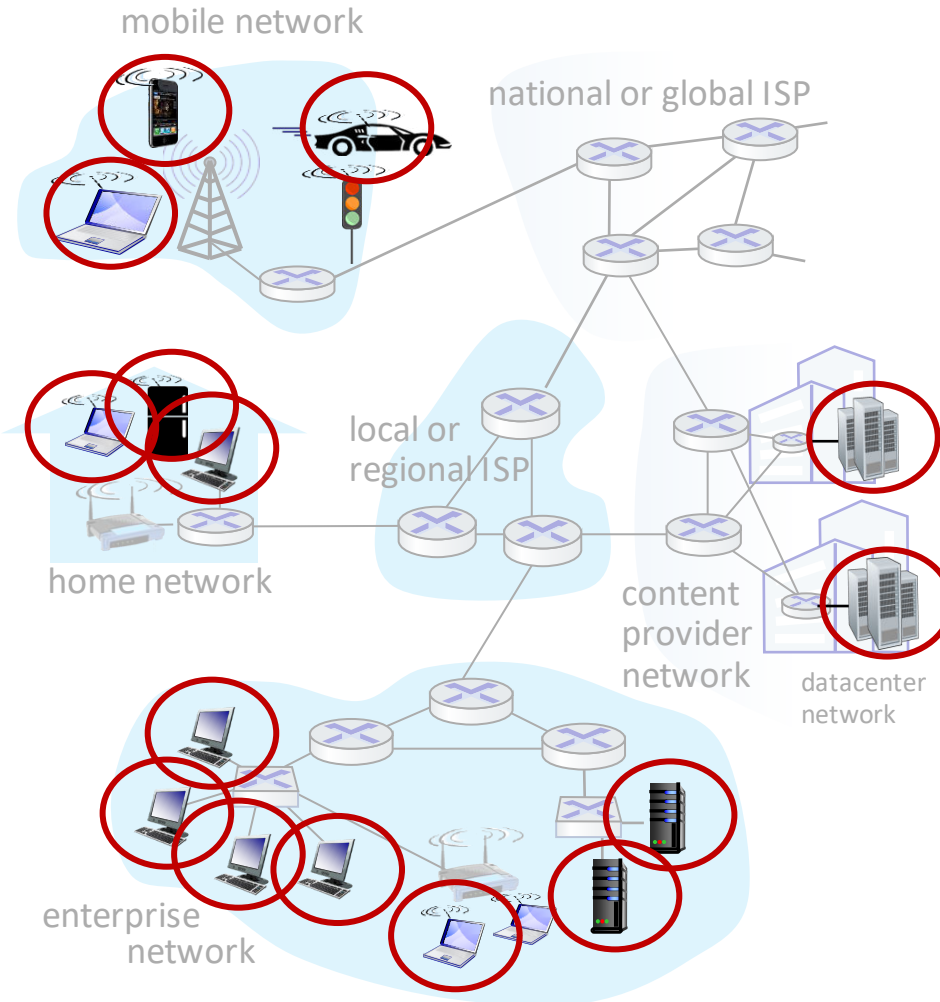 mobile network
national or global ISP
local or
regional ISP
home network
content
provider
network
datacenter
network
enterprise
network